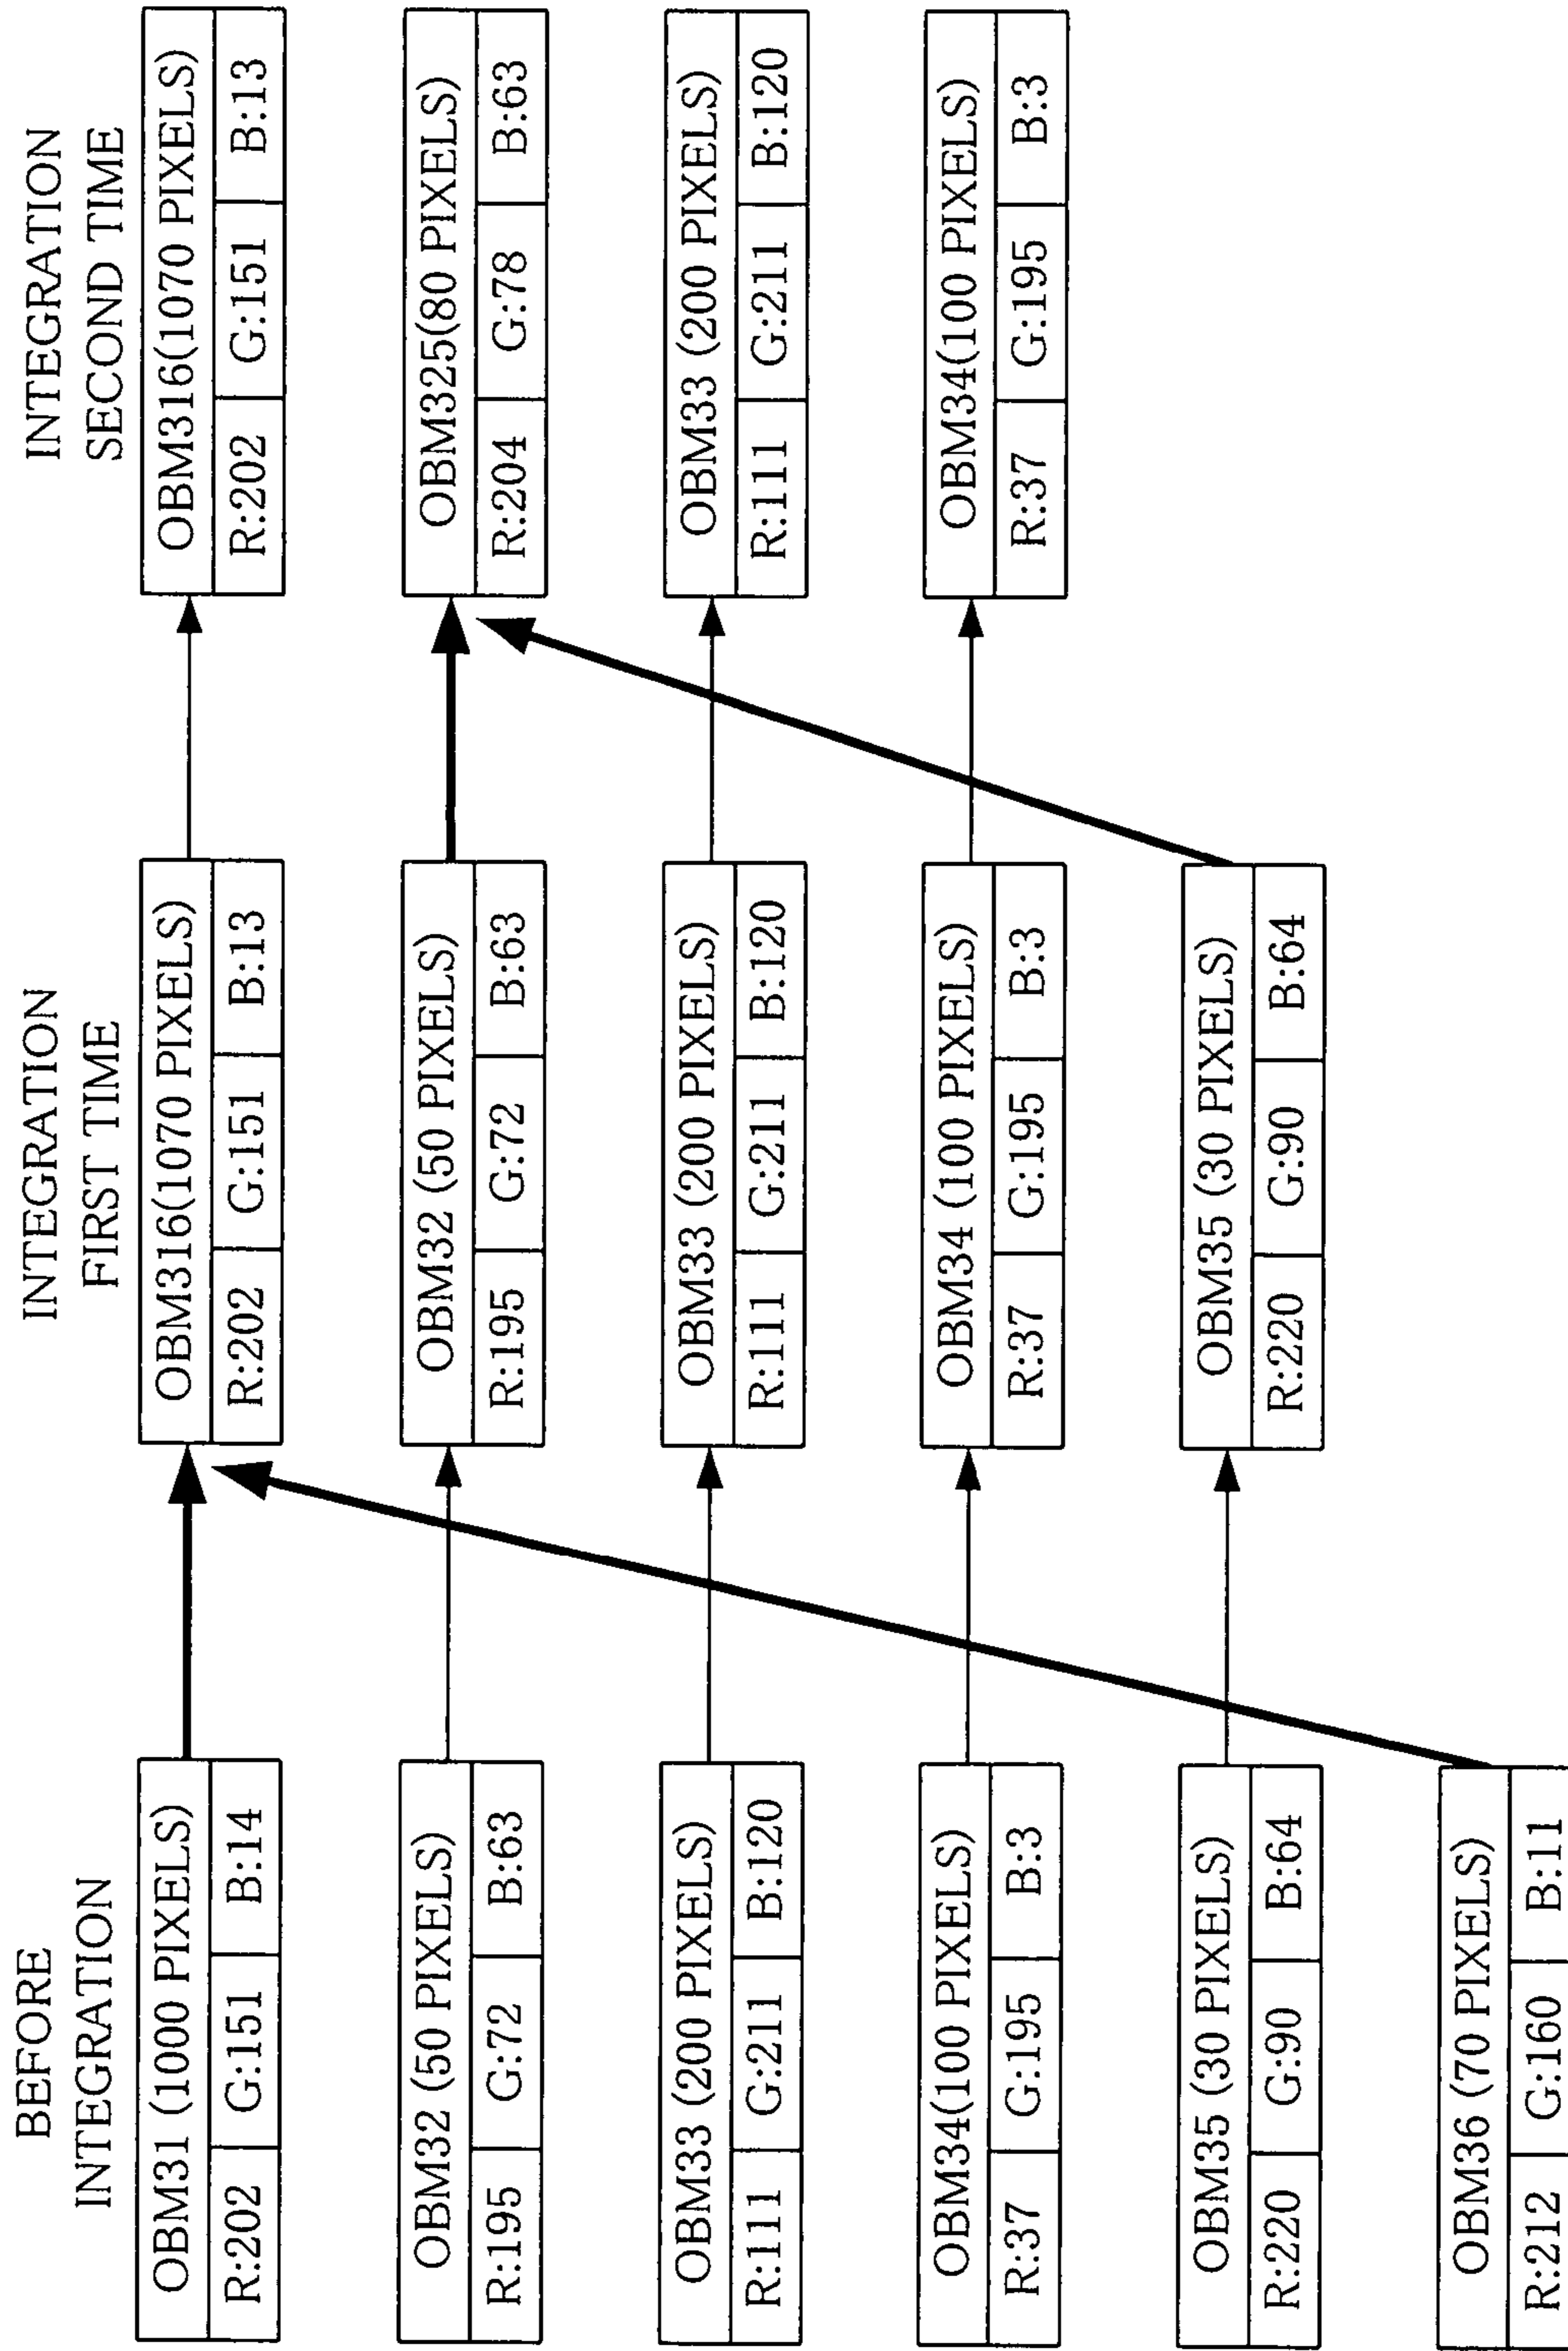 BEFORE
INTEGRATION
OBM31 (1000 PIXELS)
R:202 G:151 B:14
OBM32 (50 PIXELS)
R:195 G:72 B:63
OBM33 (200 PIXELS)
R:111 G:211 B:120
OBM34(100 PIXELS)
R:37 G:195 B:3
OBM35 (30 PIXELS)
R:220 G:90 B:64
OBM36 (70 PIXELS)
R:212 G:160 B:11
INTEGRATION
FIRST TIME
OBM316(1070 PIXELS)
R:202 G:151 B:13
OBM32 (50 PIXELS)
R:195 G:72 B:63
OBM33 (200 PIXELS)
R:111 G:211 B:120
OBM34 (100 PIXELS)
R:37 G:195 B:3
OBM35 (30 PIXELS)
R:220 G:90 B:64
INTEGRATION
SECOND TIME
OBM316(1070 PIXELS)
R:202 G:151 B:13
OBM325(80 PIXELS)
R:204 G:78 B:63
OBM33 (200 PIXELS)
R:111 G:211 B:120
OBM34(100 PIXELS)
R:37 G:195 B:3